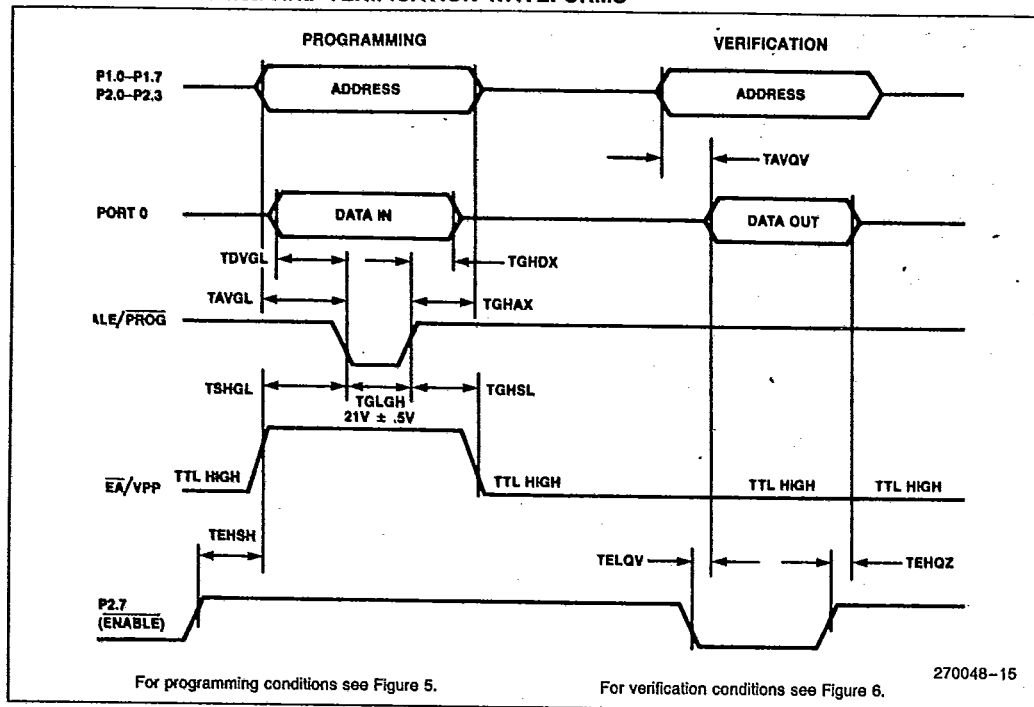 VERIFICATION WAVEFORMS
PROGRAMMING
VERIFICATION
P1.0–P1.7
P2.0–P2.3
ADDRESS
ADDRESS
TAVQV
PORT 0
DATA IN
DATA OUT
TDVGL
TGHDX
TAVGL
TGHAX
ALE/PROG
TSHGL
TGLGH
TGHSL
21V ± .5V
EA/VPP
TTL HIGH
TTL HIGH
TTL HIGH
TTL HIGH
TEHSH
TELQV
TEHQZ
P2.7
(ENABLE)
270048–15
For programming conditions see Figure 5.
For verification conditions see Figure 6.